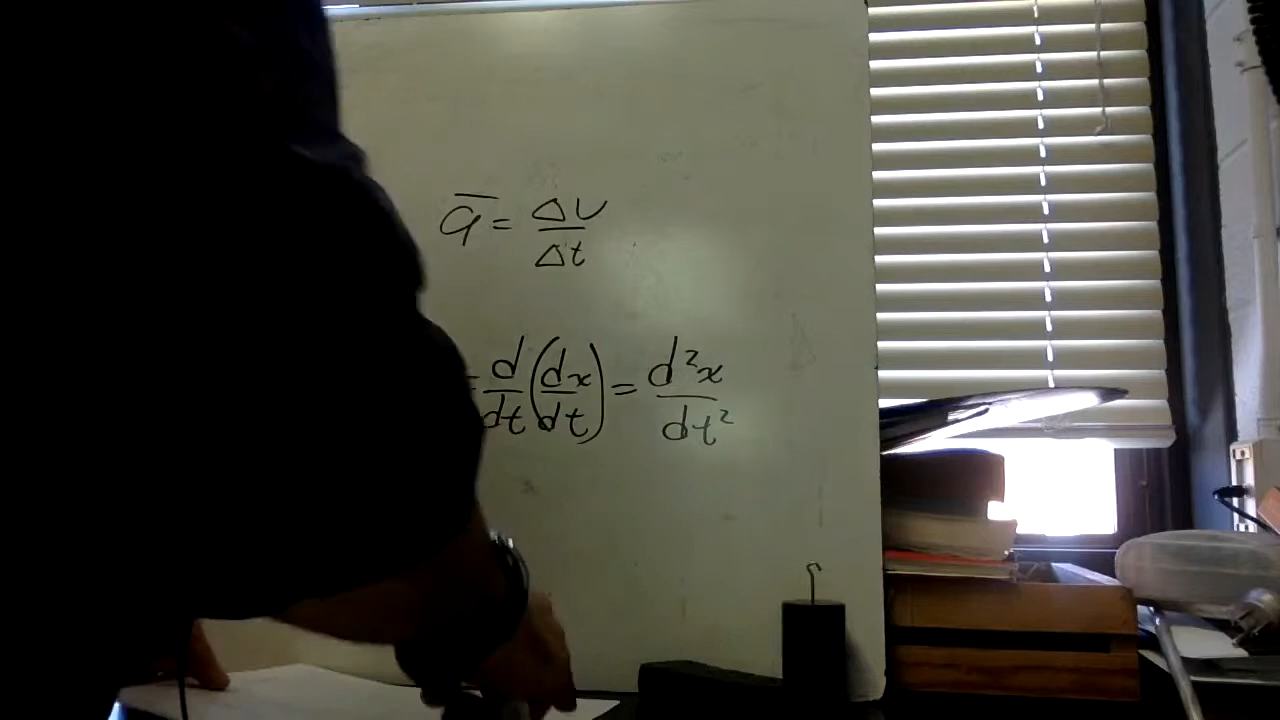 a̅ = Δv/Δt
= d/dt (dx/dt) = d²x/dt²